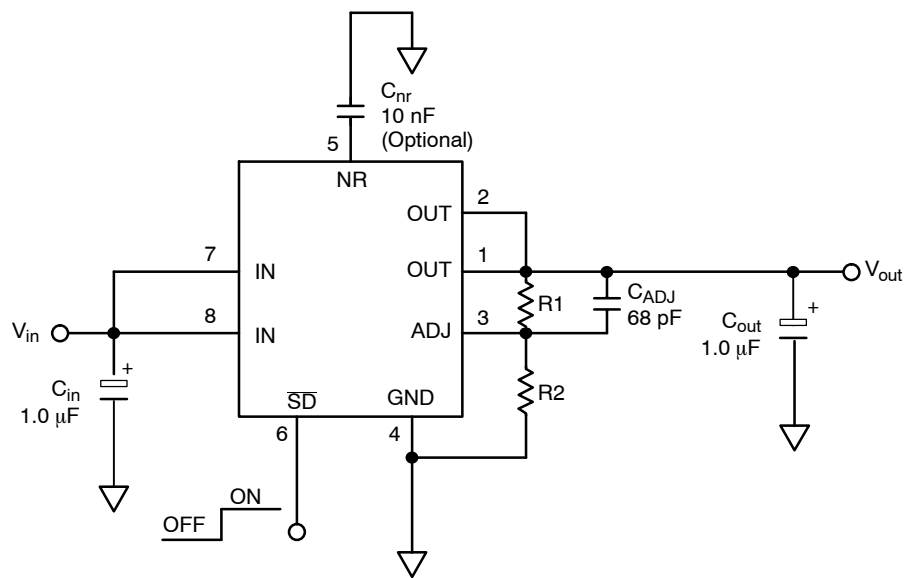 C_nr
10 nF
(Optional)
5
NR
2
OUT
7
1
IN
OUT
V_out
R1
C_ADJ
68 pF
+
8
3
V_in
IN
ADJ
C_out
1.0 µF
+
C_in
1.0 µF
S̅D̅
GND
R2
6
4
ON
OFF